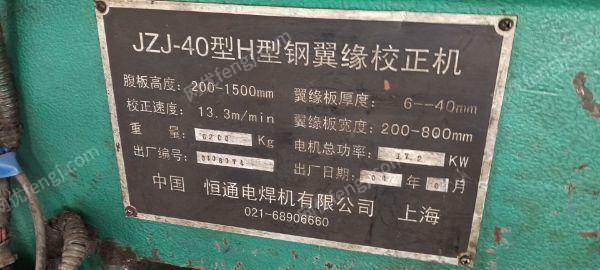 JZJ-40型H型钢翼缘校正机
腹板高度：200-1500mm 翼缘板厚度：6--40mm
校正速度：13.3m/min 翼缘板宽度：200-800mm
重 量：6200 Kg 电机总功率： KW
出厂编号： 出厂日期： 年 月
中国 恒通电焊机有限公司 上海
021-68906660